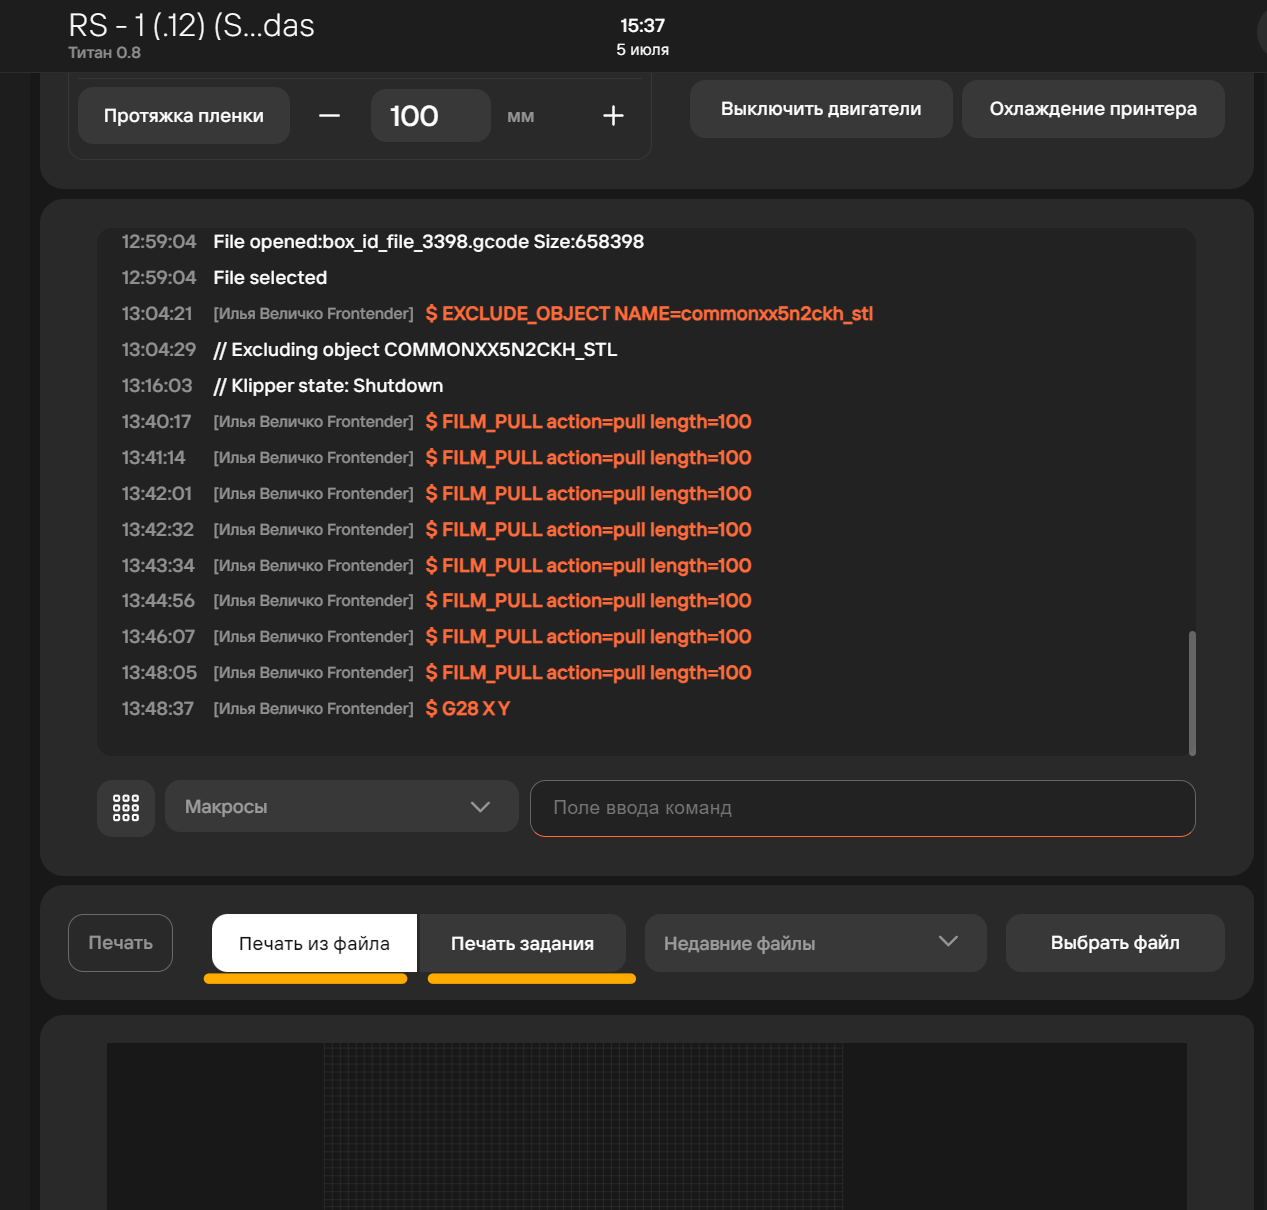 RS - 1 (.12) (S...das
Титан 0.8
15:37
5 июля
Протяжка пленки — 100 мм +
Выключить двигатели
Охлаждение принтера
12:59:04 File opened:box_id_file_3398.gcode Size:658398
12:59:04 File selected
13:04:21 [Илья Величко Frontender] $ EXCLUDE_OBJECT NAME=commonxx5n2ckh_stl
13:04:29 // Excluding object COMMONXX5N2CKH_STL
13:16:03 // Klipper state: Shutdown
13:40:17 [Илья Величко Frontender] $ FILM_PULL action=pull length=100
13:41:14 [Илья Величко Frontender] $ FILM_PULL action=pull length=100
13:42:01 [Илья Величко Frontender] $ FILM_PULL action=pull length=100
13:42:32 [Илья Величко Frontender] $ FILM_PULL action=pull length=100
13:43:34 [Илья Величко Frontender] $ FILM_PULL action=pull length=100
13:44:56 [Илья Величко Frontender] $ FILM_PULL action=pull length=100
13:46:07 [Илья Величко Frontender] $ FILM_PULL action=pull length=100
13:48:05 [Илья Величко Frontender] $ FILM_PULL action=pull length=100
13:48:37 [Илья Величко Frontender] $ G28 X Y
Макросы
Поле ввода команд
Печать
Печать из файла
Печать задания
Недавние файлы
Выбрать файл